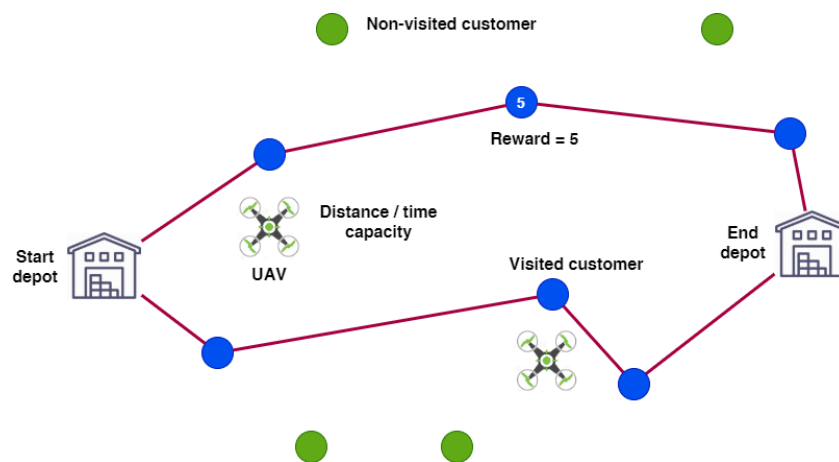 Non-visited customer
5
Reward = 5
Distance / time
capacity
UAV
Start
depot
End
depot
Visited customer